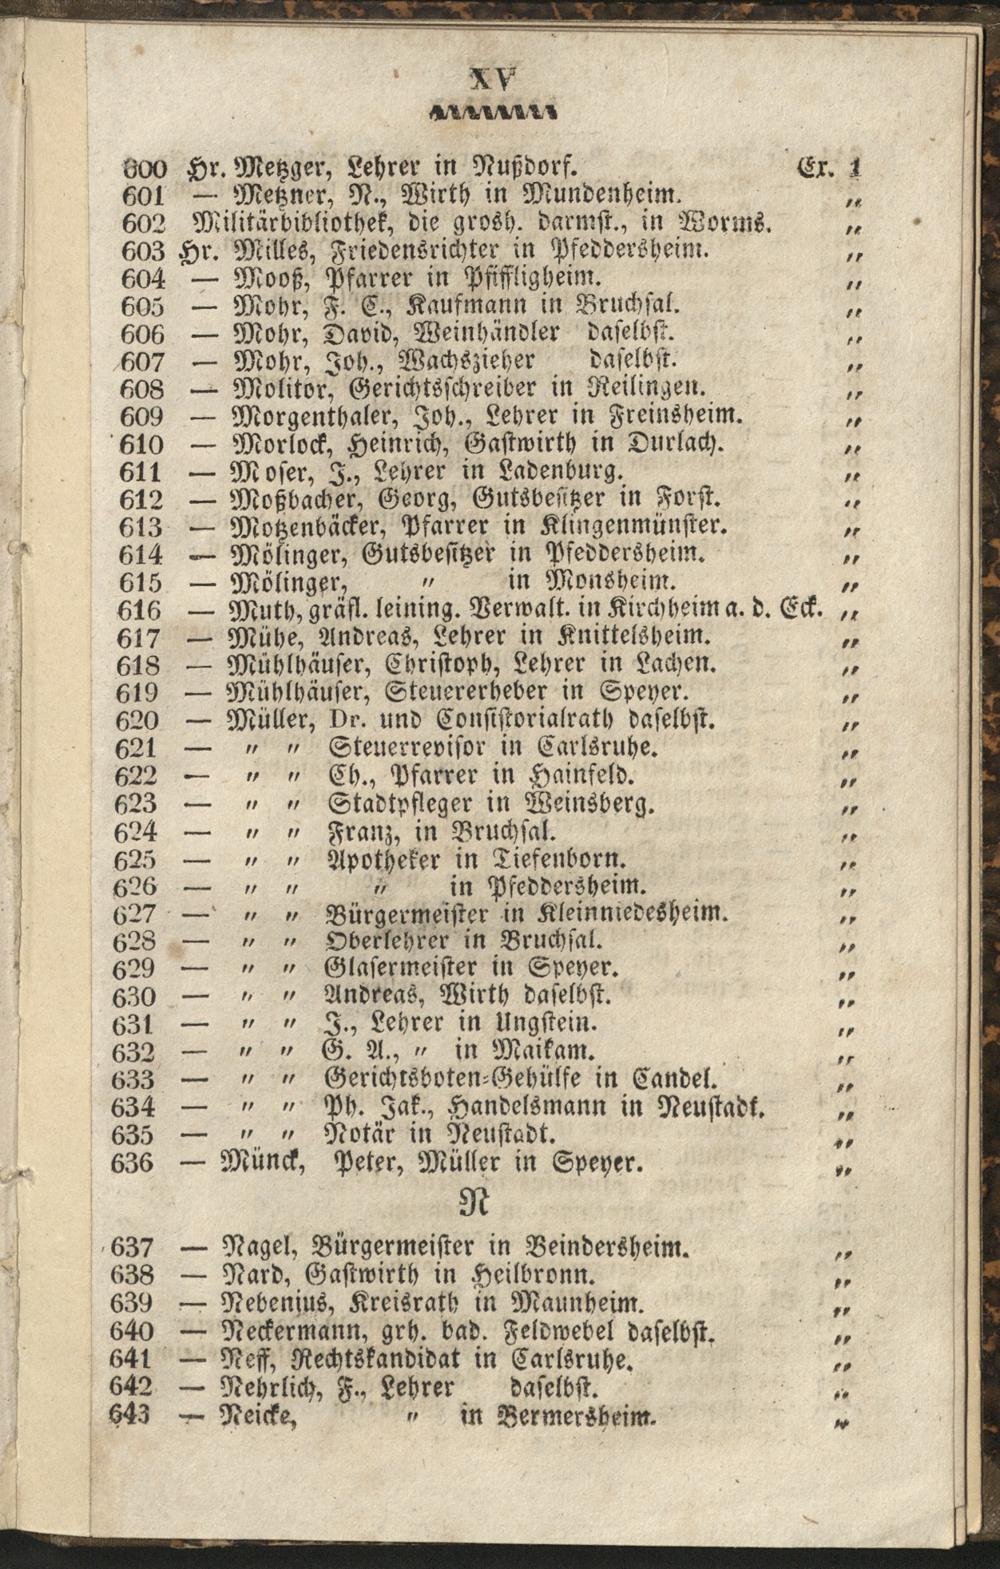 XV
600 Hr. Metzger, Lehrer in Nußdorf. Ex. 1
601 — Metzner, N., Wirth in Mundenheim. „
602 Militärbibliothek, die grosh. darmst., in Worms. „
603 Hr. Milles, Friedensrichter in Pfeddersheim. „
604 — Mooß, Pfarrer in Pfiffligheim. „
605 — Mohr, F. C., Kaufmann in Bruchsal. „
606 — Mohr, David, Weinhändler daselbst. „
607 — Mohr, Joh., Wachszieher daselbst. „
608 — Molitor, Gerichtsschreiber in Reilingen. „
609 — Morgenthaler, Joh., Lehrer in Freinsheim. „
610 — Morlock, Heinrich, Gastwirth in Durlach. „
611 — Moser, J., Lehrer in Ladenburg. „
612 — Moßbacher, Georg, Gutsbesitzer in Forst. „
613 — Motzenbäcker, Pfarrer in Klingenmünster. „
614 — Mölinger, Gutsbesitzer in Pfeddersheim. „
615 — Mölinger, „ in Monsheim. „
616 — Muth, gräfl. leining. Verwalt. in Kirchheim a. d. Eck. „
617 — Mühe, Andreas, Lehrer in Knittelsheim. „
618 — Mühlhäuser, Christoph, Lehrer in Lachen. „
619 — Mühlhäuser, Steuererheber in Speyer. „
620 — Müller, Dr. und Consistorialrath daselbst. „
621 — „ „ Steuerrevisor in Carlsruhe. „
622 — „ „ Ch., Pfarrer in Hainfeld. „
623 — „ „ Stadtpfleger in Weinsberg. „
624 — „ „ Franz, in Bruchsal. „
625 — „ „ Apotheker in Tiefenborn. „
626 — „ „ „ in Pfeddersheim. „
627 — „ „ Bürgermeister in Kleinniedesheim. „
628 — „ „ Oberlehrer in Bruchsal. „
629 — „ „ Glasermeister in Speyer. „
630 — „ „ Andreas, Wirth daselbst. „
631 — „ „ J., Lehrer in Ungstein. „
632 — „ „ G. A., „ in Maikam. „
633 — „ „ Gerichtsboten-Gehülfe in Candel. „
634 — „ „ Ph. Jak., Handelsmann in Neustadt. „
635 — „ „ Notär in Neustadt. „
636 — Münck, Peter, Müller in Speyer. „
N
637 — Nagel, Bürgermeister in Beindersheim. „
638 — Nard, Gastwirth in Heilbronn. „
639 — Nebenius, Kreisrath in Maunheim. „
640 — Neckermann, grh. bad. Feldwebel daselbst. „
641 — Neff, Rechtskandidat in Carlsruhe. „
642 — Nehrlich, F., Lehrer daselbst. „
643 — Neicke, „ in Bermersheim. „